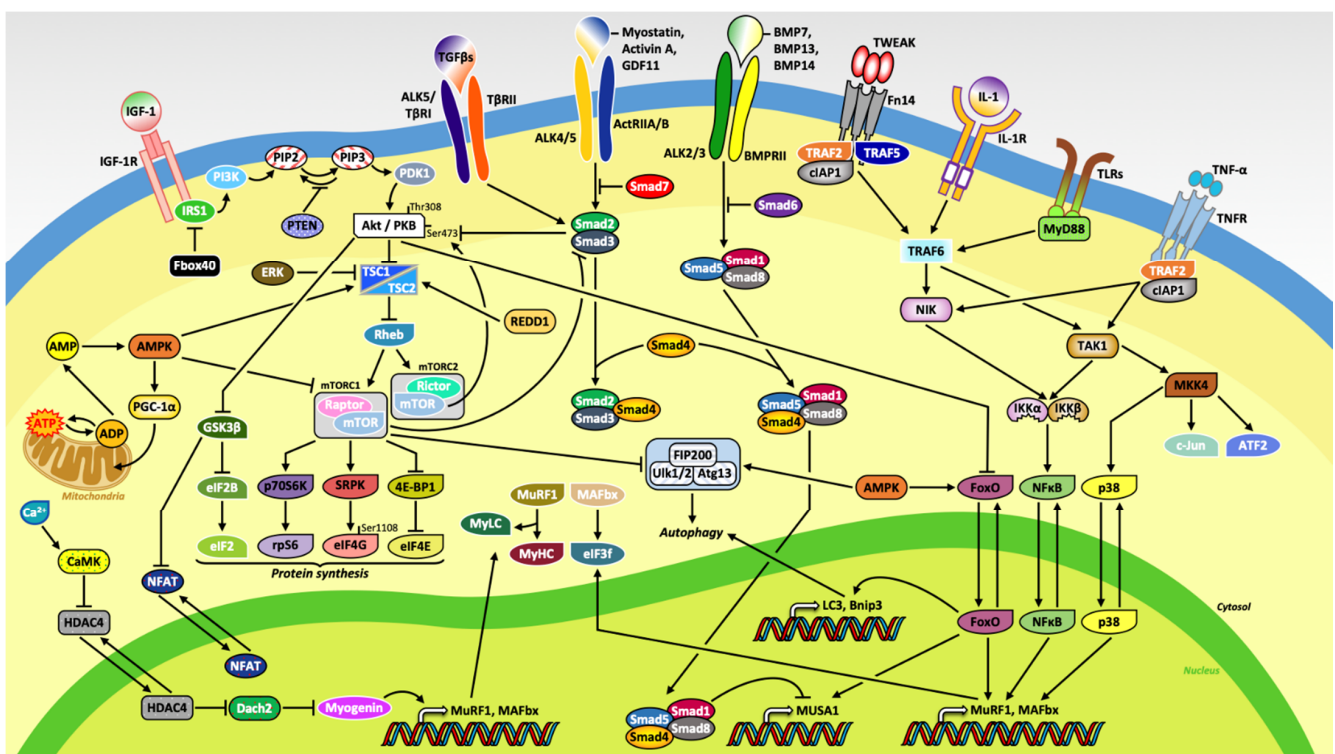 TGFβs
Myostatin,
Activin A,
GDF11
BMP7,
BMP13,
BMP14
TWEAK
IGF-1
ALK5/
TβRI
TβRII
Fn14
IL-1
IL-1R
ALK4/5
ActRIIA/B
ALK2/3
BMPRII
TRAF2
TRAF5
cIAP1
TLRs
TNF-α
TNFR
IGF-1R
PI3K
PIP2
PIP3
PDK1
MyD88
IRS1
PTEN
Thr308
Akt / PKB
Ser473
Smad7
Smad6
Smad2
Smad3
Fbox40
TRAF6
TRAF2
cIAP1
ERK
TSC1
TSC2
Smad1
Smad5
Smad8
NIK
REDD1
Rheb
AMP
AMPK
Smad4
TAK1
mTORC1
mTORC2
Rictor
mTOR
Raptor
mTOR
MKK4
PGC-1α
ATP
ADP
Mitochondria
GSK3β
Smad2
Smad3
Smad4
Smad1
Smad5
Smad8
Smad4
IKKα
IKKβ
c-Jun
ATF2
FIP200
Ulk1/2
Atg13
eIF2B
p70S6K
SRPK
4E-BP1
MuRF1
MAFbx
AMPK
FoxO
NFκB
p38
Ca²⁺
MyLC
Ser1108
Autophagy
eIF2
rpS6
eIF4G
eIF4E
MyHC
eIF3f
Protein synthesis
CaMK
NFAT
HDAC4
LC3, Bnip3
Cytosol
FoxO
NFκB
p38
NFAT
Nucleus
HDAC4
Dach2
Myogenin
MuRF1, MAFbx
Smad1
Smad5
Smad8
Smad4
MUSA1
MuRF1, MAFbx